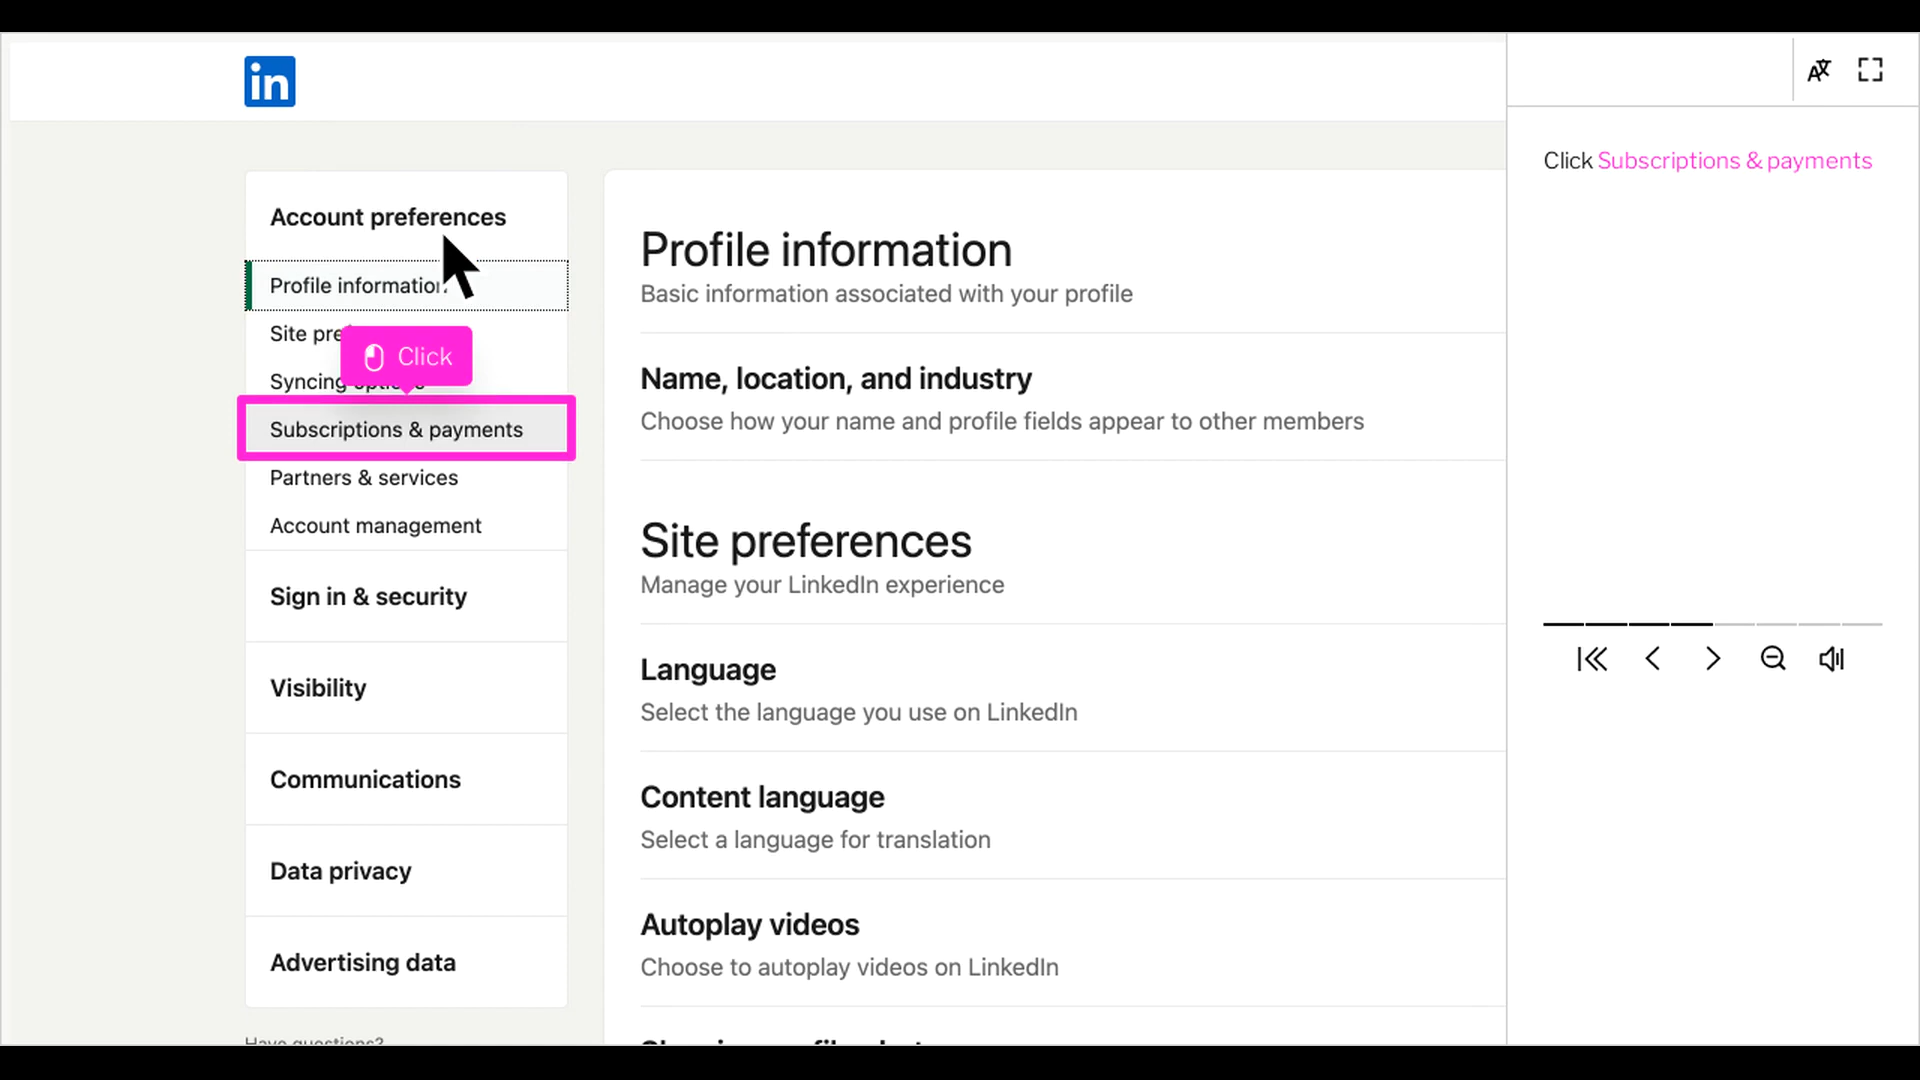 in
Click Subscriptions & payments
Account preferences
Profile information
Site pre
Click
Syncing options
Subscriptions & payments
Partners & services
Account management
Sign in & security
Visibility
Communications
Data privacy
Advertising data
Have questions?
Profile information
Basic information associated with your profile
Name, location, and industry
Choose how your name and profile fields appear to other members
Site preferences
Manage your LinkedIn experience
Language
Select the language you use on LinkedIn
Content language
Select a language for translation
Autoplay videos
Choose to autoplay videos on LinkedIn